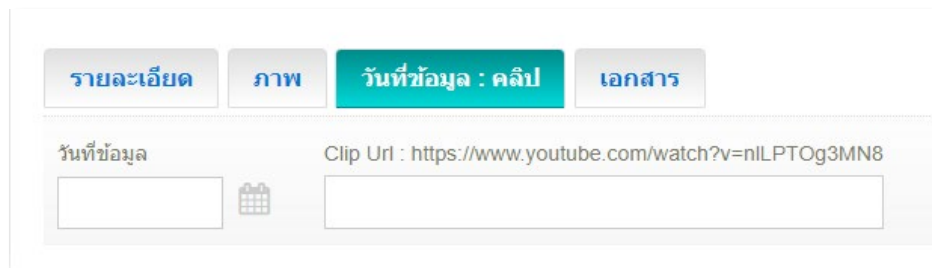 รายละเอียด ภาพ วันที่ข้อมูล : คลิป เอกสาร
วันที่ข้อมูล Clip Url : https://www.youtube.com/watch?v=nlLPTOg3MN8